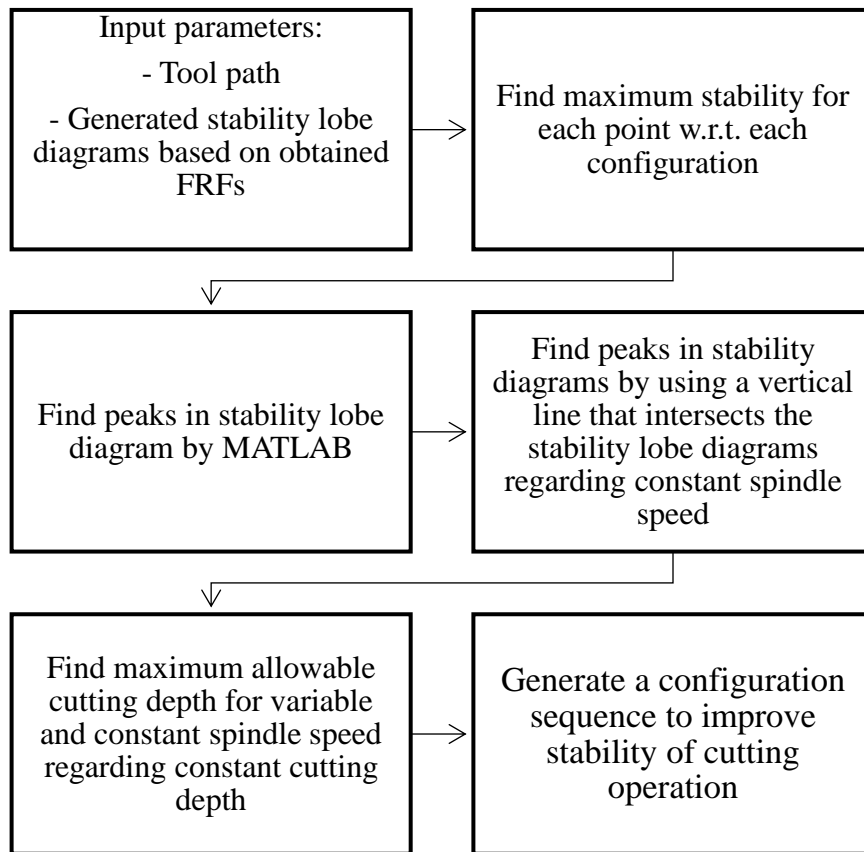 Input parameters:
- Tool path
- Generated stability lobe
diagrams based on obtained
FRFs
Find maximum stability for
each point w.r.t. each
configuration
Find peaks in stability lobe
diagram by MATLAB
Find peaks in stability
diagrams by using a vertical
line that intersects the
stability lobe diagrams
regarding constant spindle
speed
Find maximum allowable
cutting depth for variable
and constant spindle speed
regarding constant cutting
depth
Generate a configuration
sequence to improve
stability of cutting
operation